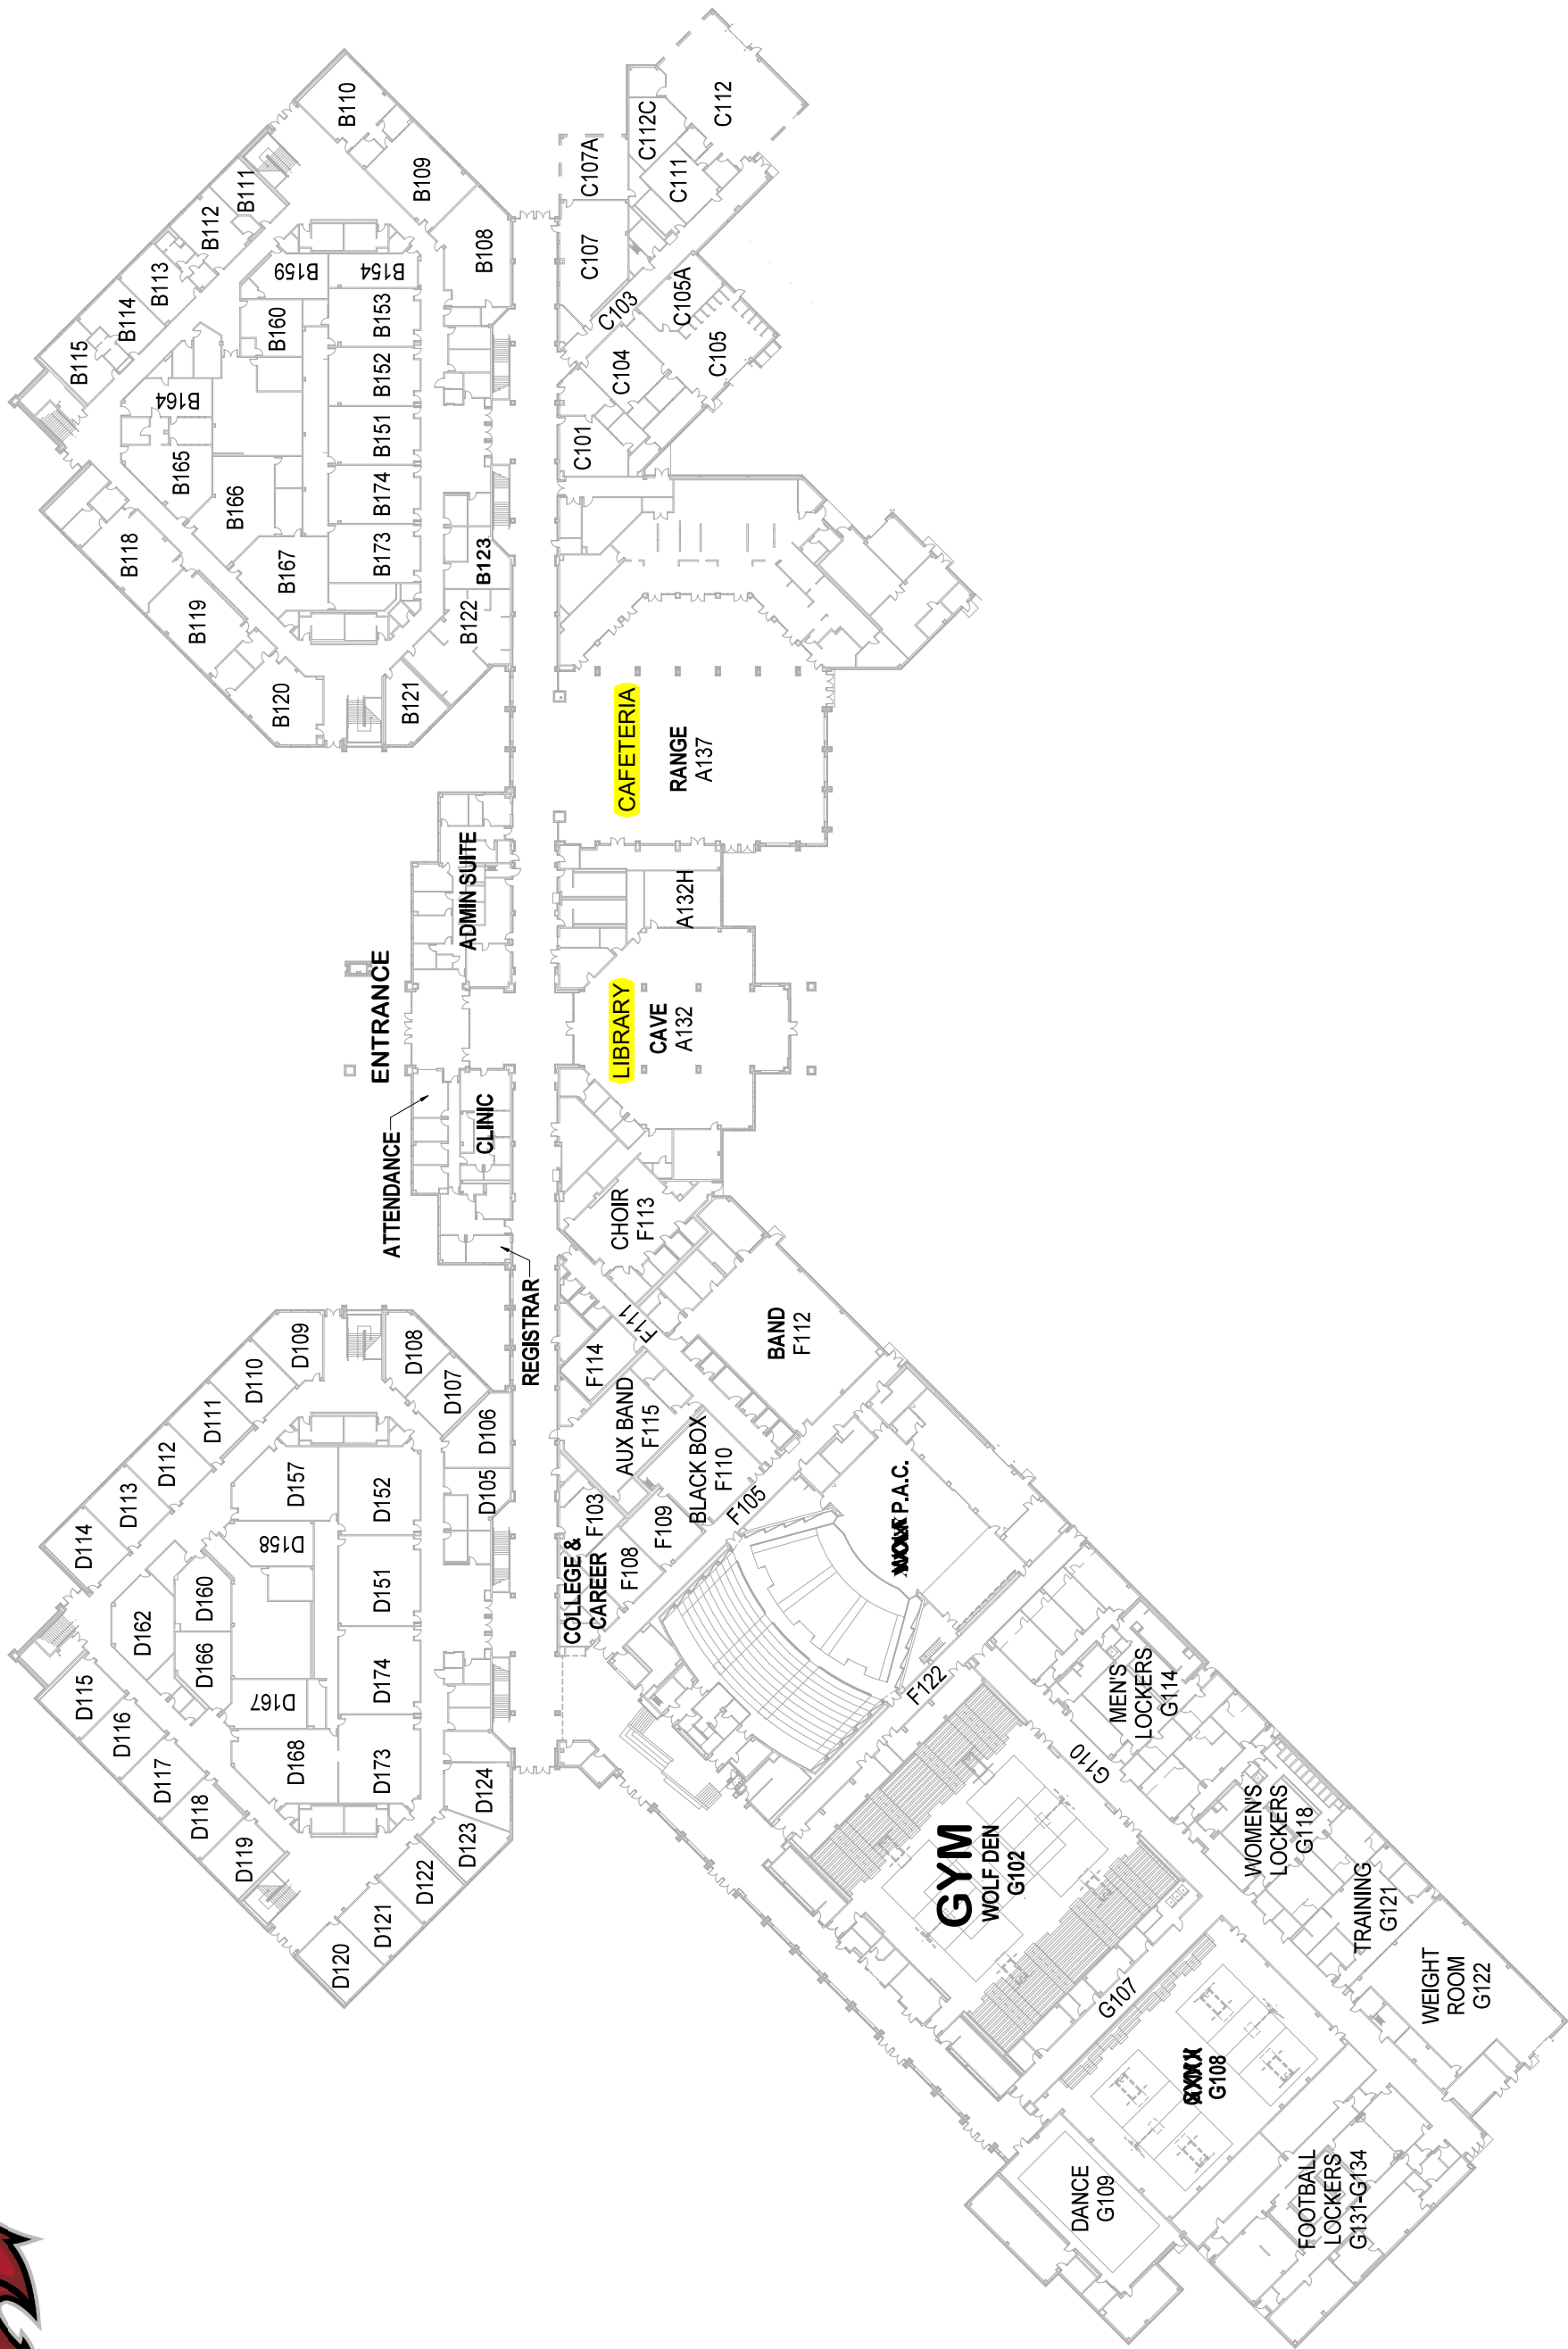 B110
B109
B108
B111
B112
B113
B114
B115
B159
B154
B160
B153
B152
B151
B174
B173
B164
B165
B166
B167
B118
B119
B120
B121
B122
B123
C112
C112C
C111
C107A
C107
C103
C105A
C105
C104
C101
CAFETERIA
RANGE
A137
ADMIN SUITE
A132H
ENTRANCE
LIBRARY
CAVE
A132
ATTENDANCE
CLINIC
REGISTRAR
CHOIR
F113
F111
BAND
F112
F114
AUX BAND
F115
BLACK BOX
F110
F105
F103
F109
F108
COLLEGE &
CAREER
P.A.C.
F122
D109
D110
D111
D112
D113
D114
D108
D107
D106
D105
D157
D152
D158
D151
D160
D162
D166
D174
D167
D168
D173
D115
D116
D117
D118
D119
D124
D123
D122
D121
D120
GYM
WOLF DEN
G102
G110
MEN'S
LOCKERS
G114
WOMEN'S
LOCKERS
G118
TRAINING
G121
WEIGHT
ROOM
G122
G107
G108
DANCE
G109
FOOTBALL
LOCKERS
G131-G134